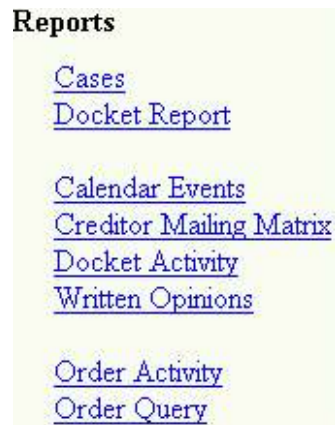 Reports
Cases
Docket Report
Calendar Events
Creditor Mailing Matrix
Docket Activity
Written Opinions
Order Activity
Order Query